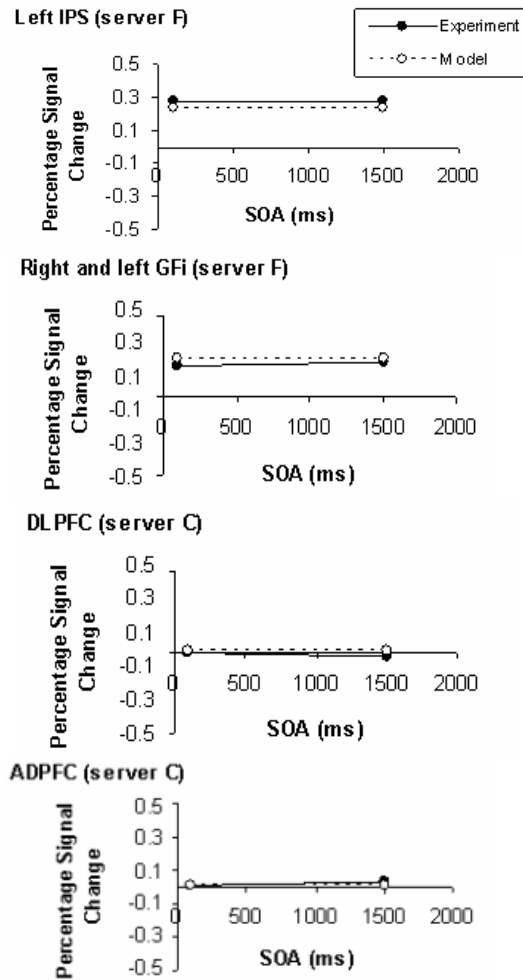 Left IPS (server F)
Experiment
Model
Percentage Signal
Change
0.5
0.3
0.1
-0.1
-0.3
-0.5
0
500
1000
1500
2000
SOA (ms)
Right and left GFi (server F)
Percentage Signal
Change
0.5
0.3
0.1
-0.1
-0.3
-0.5
0
500
1000
1500
2000
SOA (ms)
DLPFC (server C)
Percentage Signal
Change
0.5
0.3
0.1
-0.1
-0.3
-0.5
0
500
1000
1500
2000
SOA (ms)
ADPFC (server C)
Percentage Signal
Change
0.5
0.3
0.1
-0.1
-0.3
-0.5
0
500
1000
1500
2000
SOA (ms)